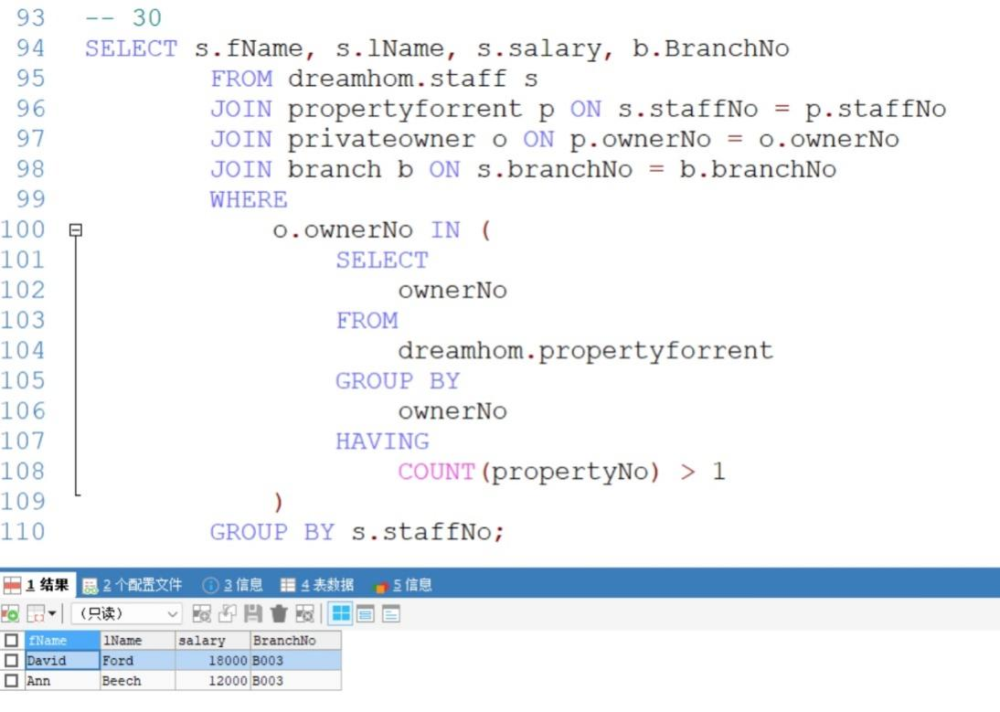 93 -- 30
94 SELECT s.fName, s.lName, s.salary, b.BranchNo
95 FROM dreamhom.staff s
96 JOIN propertyforrent p ON s.staffNo = p.staffNo
97 JOIN privateowner o ON p.ownerNo = o.ownerNo
98 JOIN branch b ON s.branchNo = b.branchNo
99 WHERE
100 o.ownerNo IN (
101 SELECT
102 ownerNo
103 FROM
104 dreamhom.propertyforrent
105 GROUP BY
106 ownerNo
107 HAVING
108 COUNT(propertyNo) > 1
109 )
110 GROUP BY s.staffNo;
1 结果 2 个配置文件 3 信息 4 表数据 5 信息
(只读)
fName lName salary BranchNo
David Ford 18000 B003
Ann Beech 12000 B003